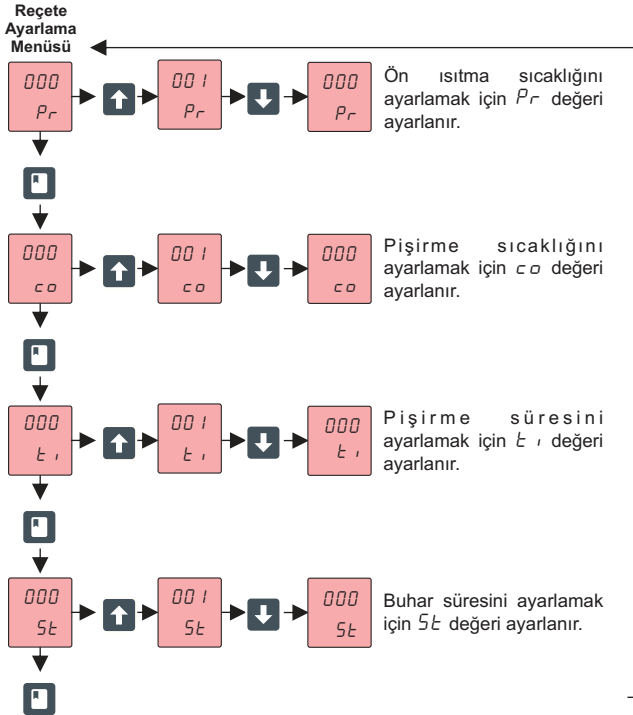 Reçete
Ayarlama
Menüsü
000
Pr
001
Pr
000
Pr
Ön ısıtma sıcaklığını
ayarlamak için Pr değeri
ayarlanır.
000
co
001
co
000
co
Pişirme sıcaklığını
ayarlamak için co değeri
ayarlanır.
000
ti
001
ti
000
ti
Pişirme süresini
ayarlamak için ti değeri
ayarlanır.
000
St
001
St
000
St
Buhar süresini ayarlamak
için St değeri ayarlanır.